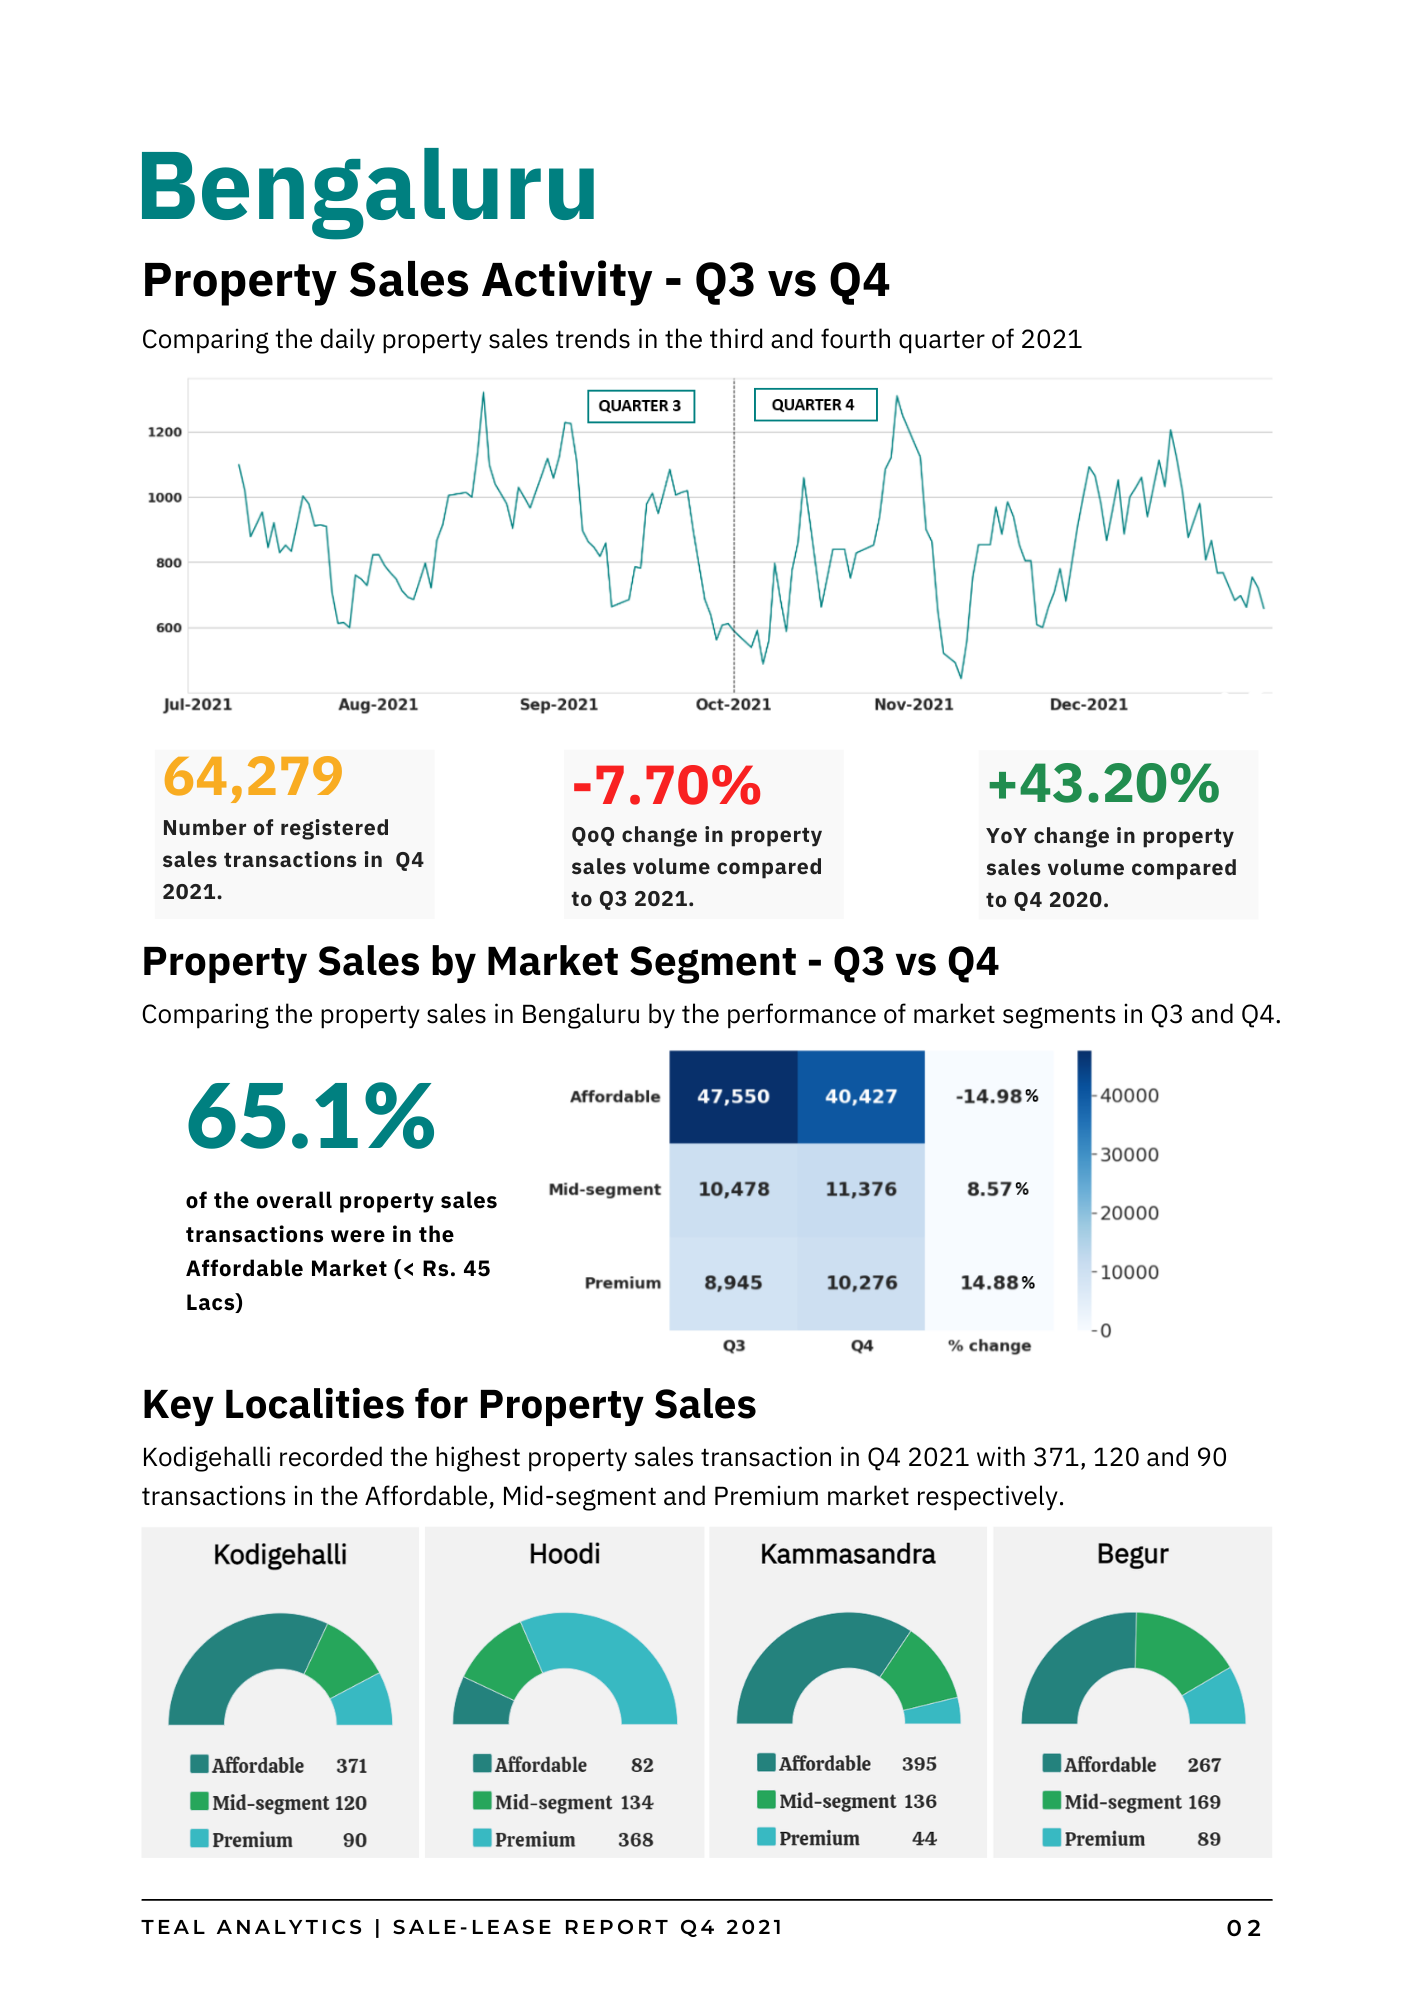 Bengaluru
Property Sales Activity - Q3 vs Q4
Comparing the daily property sales trends in the third and fourth quarter of 2021
QUARTER 3
QUARTER 4
1200
1000
800
600
Jul-2021 Aug-2021 Sep-2021 Oct-2021 Nov-2021 Dec-2021
64,279
Number of registered
sales transactions in Q4
2021.
-7.70%
QoQ change in property
sales volume compared
to Q3 2021.
+43.20%
YoY change in property
sales volume compared
to Q4 2020.
Property Sales by Market Segment - Q3 vs Q4
Comparing the property sales in Bengaluru by the performance of market segments in Q3 and Q4.
65.1%
of the overall property sales
transactions were in the
Affordable Market (< Rs. 45
Lacs)
Affordable 47,550 40,427 -14.98%
Mid-segment 10,478 11,376 8.57%
Premium 8,945 10,276 14.88%
Q3 Q4 % change
40000
30000
20000
10000
0
Key Localities for Property Sales
Kodigehalli recorded the highest property sales transaction in Q4 2021 with 371, 120 and 90
transactions in the Affordable, Mid-segment and Premium market respectively.
Kodigehalli
Affordable 371
Mid-segment 120
Premium 90
Hoodi
Affordable 82
Mid-segment 134
Premium 368
Kammasandra
Affordable 395
Mid-segment 136
Premium 44
Begur
Affordable 267
Mid-segment 169
Premium 89
TEAL ANALYTICS | SALE-LEASE REPORT Q4 2021
02